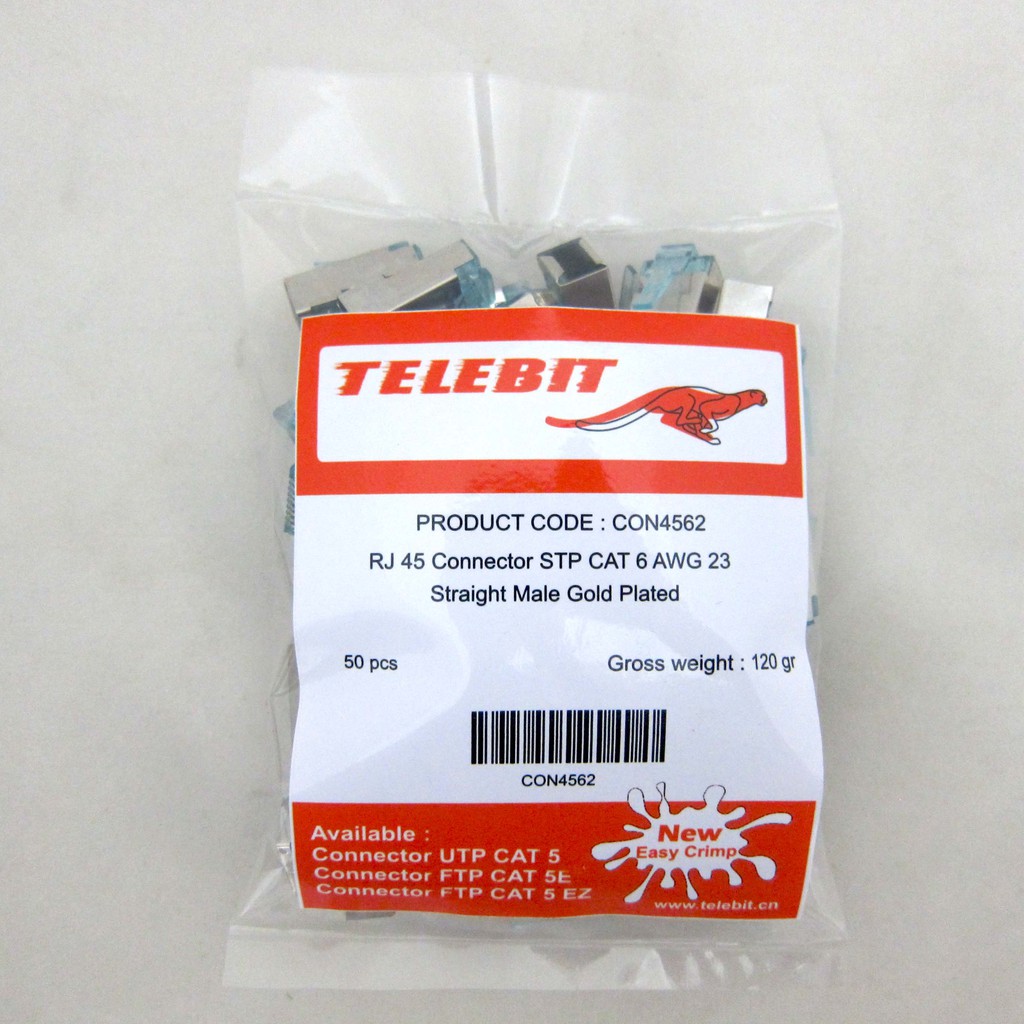 TELEBIT
PRODUCT CODE : CON4562
RJ 45 Connector STP CAT 6 AWG 23
Straight Male Gold Plated
50 pcs
Gross weight : 120 gr
CON4562
Available :
Connector UTP CAT 5
Connector FTP CAT 5E
Connector FTP CAT 5 EZ
New
Easy Crimp
www.telebit.cn